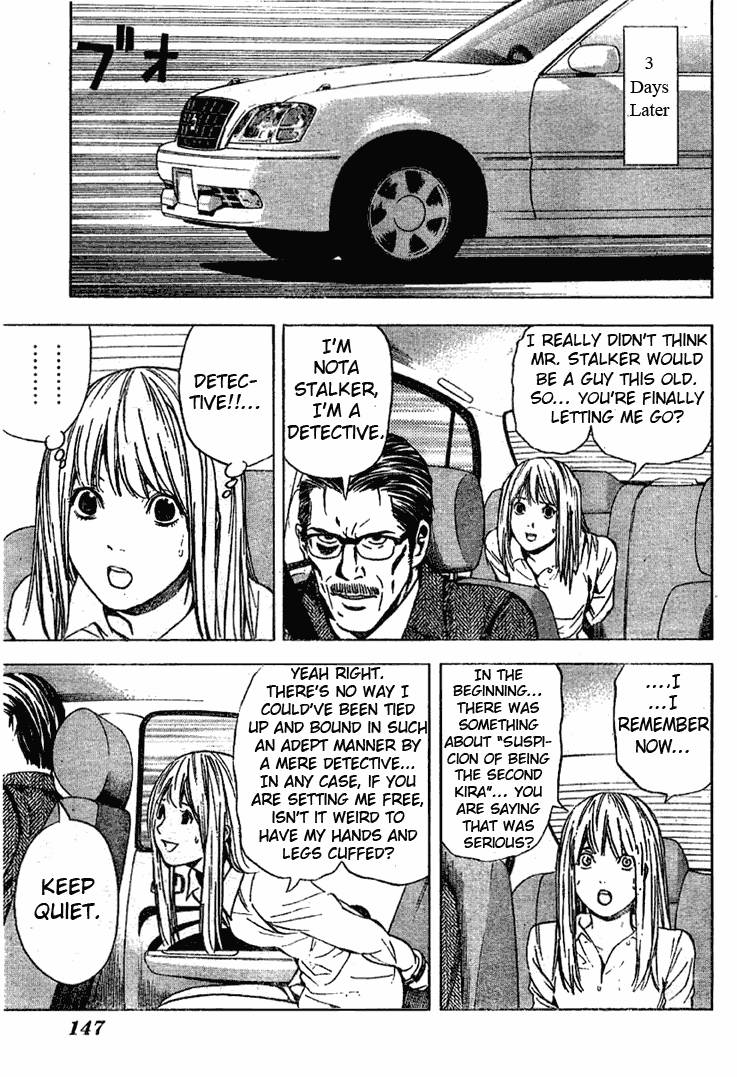 ブオ
3
Days
Later
I REALLY DIDN'T THINK
MR. STALKER WOULD
BE A GUY THIS OLD.
SO... YOU'RE FINALLY
LETTING ME GO?
I'M
NOTA
STALKER,
I'M A
DETECTIVE.
DETEC-
TIVE!!...
....I
...I
REMEMBER
NOW...
IN THE
BEGINNING...
THERE WAS
SOMETHING
ABOUT "SUSPI-
CION OF BEING
THE SECOND
KIRA"... YOU
ARE SAYING
THAT WAS
SERIOUS?
YEAH RIGHT.
THERE'S NO WAY I
COULD'VE BEEN TIED
UP AND BOUND IN SUCH
AN ADEPT MANNER BY
A MERE DETECTIVE...
IN ANY CASE, IF YOU
ARE SETTING ME FREE,
ISN'T IT WEIRD TO
HAVE MY HANDS AND
LEGS CUFFED?
KEEP
QUIET.
147